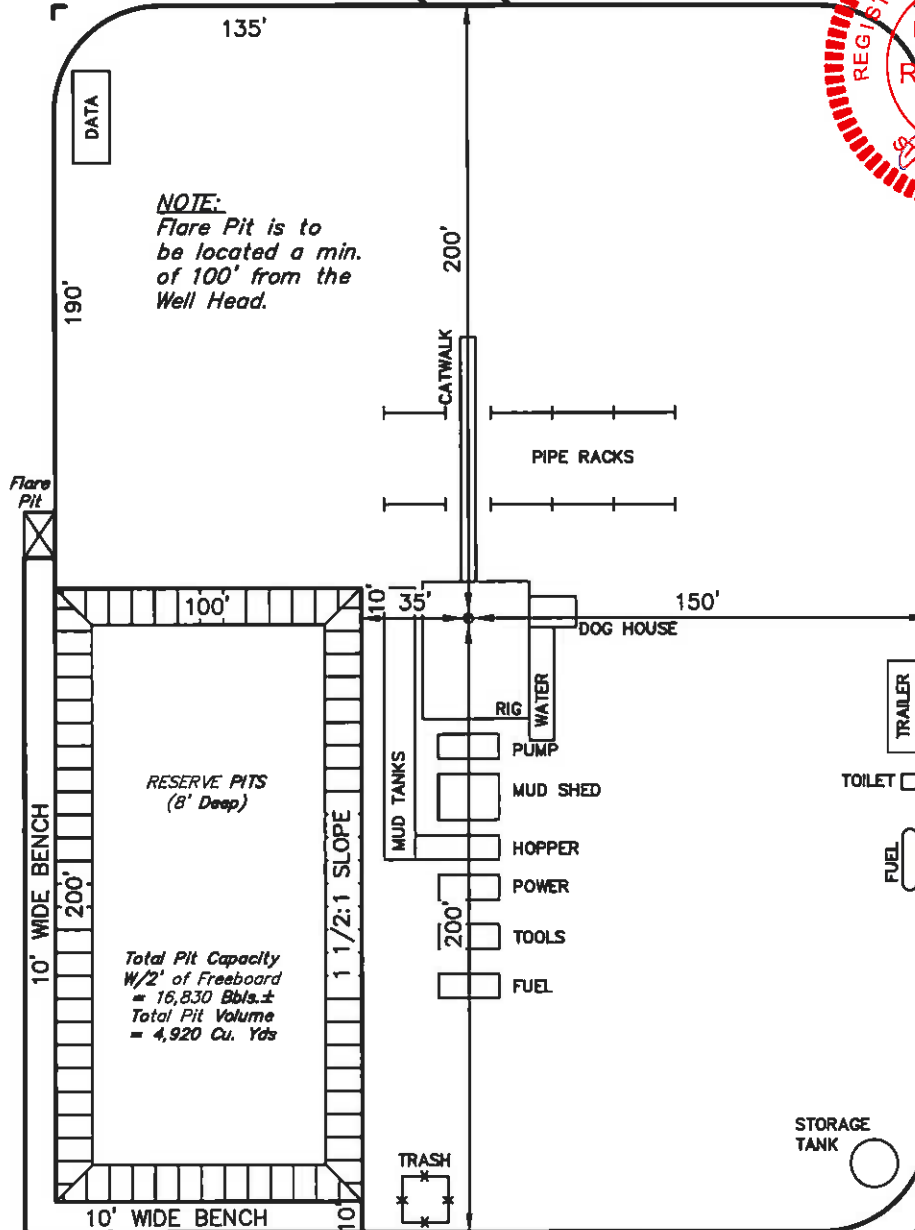 135'
REGIS
DATA
NOTE:
Flare Pit is to
be located a min.
of 100' from the
Well Head.
200'
190'
CATWALK
PIPE RACKS
Flare
Pit
100'
10'
35'
150'
DOG HOUSE
RIG
WATER
TRAILER
PUMP
MUD TANKS
MUD SHED
TOILET
RESERVE PITS
(8' Deep)
HOPPER
FUEL
POWER
10' WIDE BENCH
200'
1 1/2:1 SLOPE
200'
TOOLS
Total Pit Capacity
W/2' of Freeboard
= 16,830 Bbls.±
Total Pit Volume
= 4,920 Cu. Yds
FUEL
STORAGE
TANK
TRASH
10' WIDE BENCH
10'